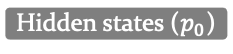 Hidden states (p₀)